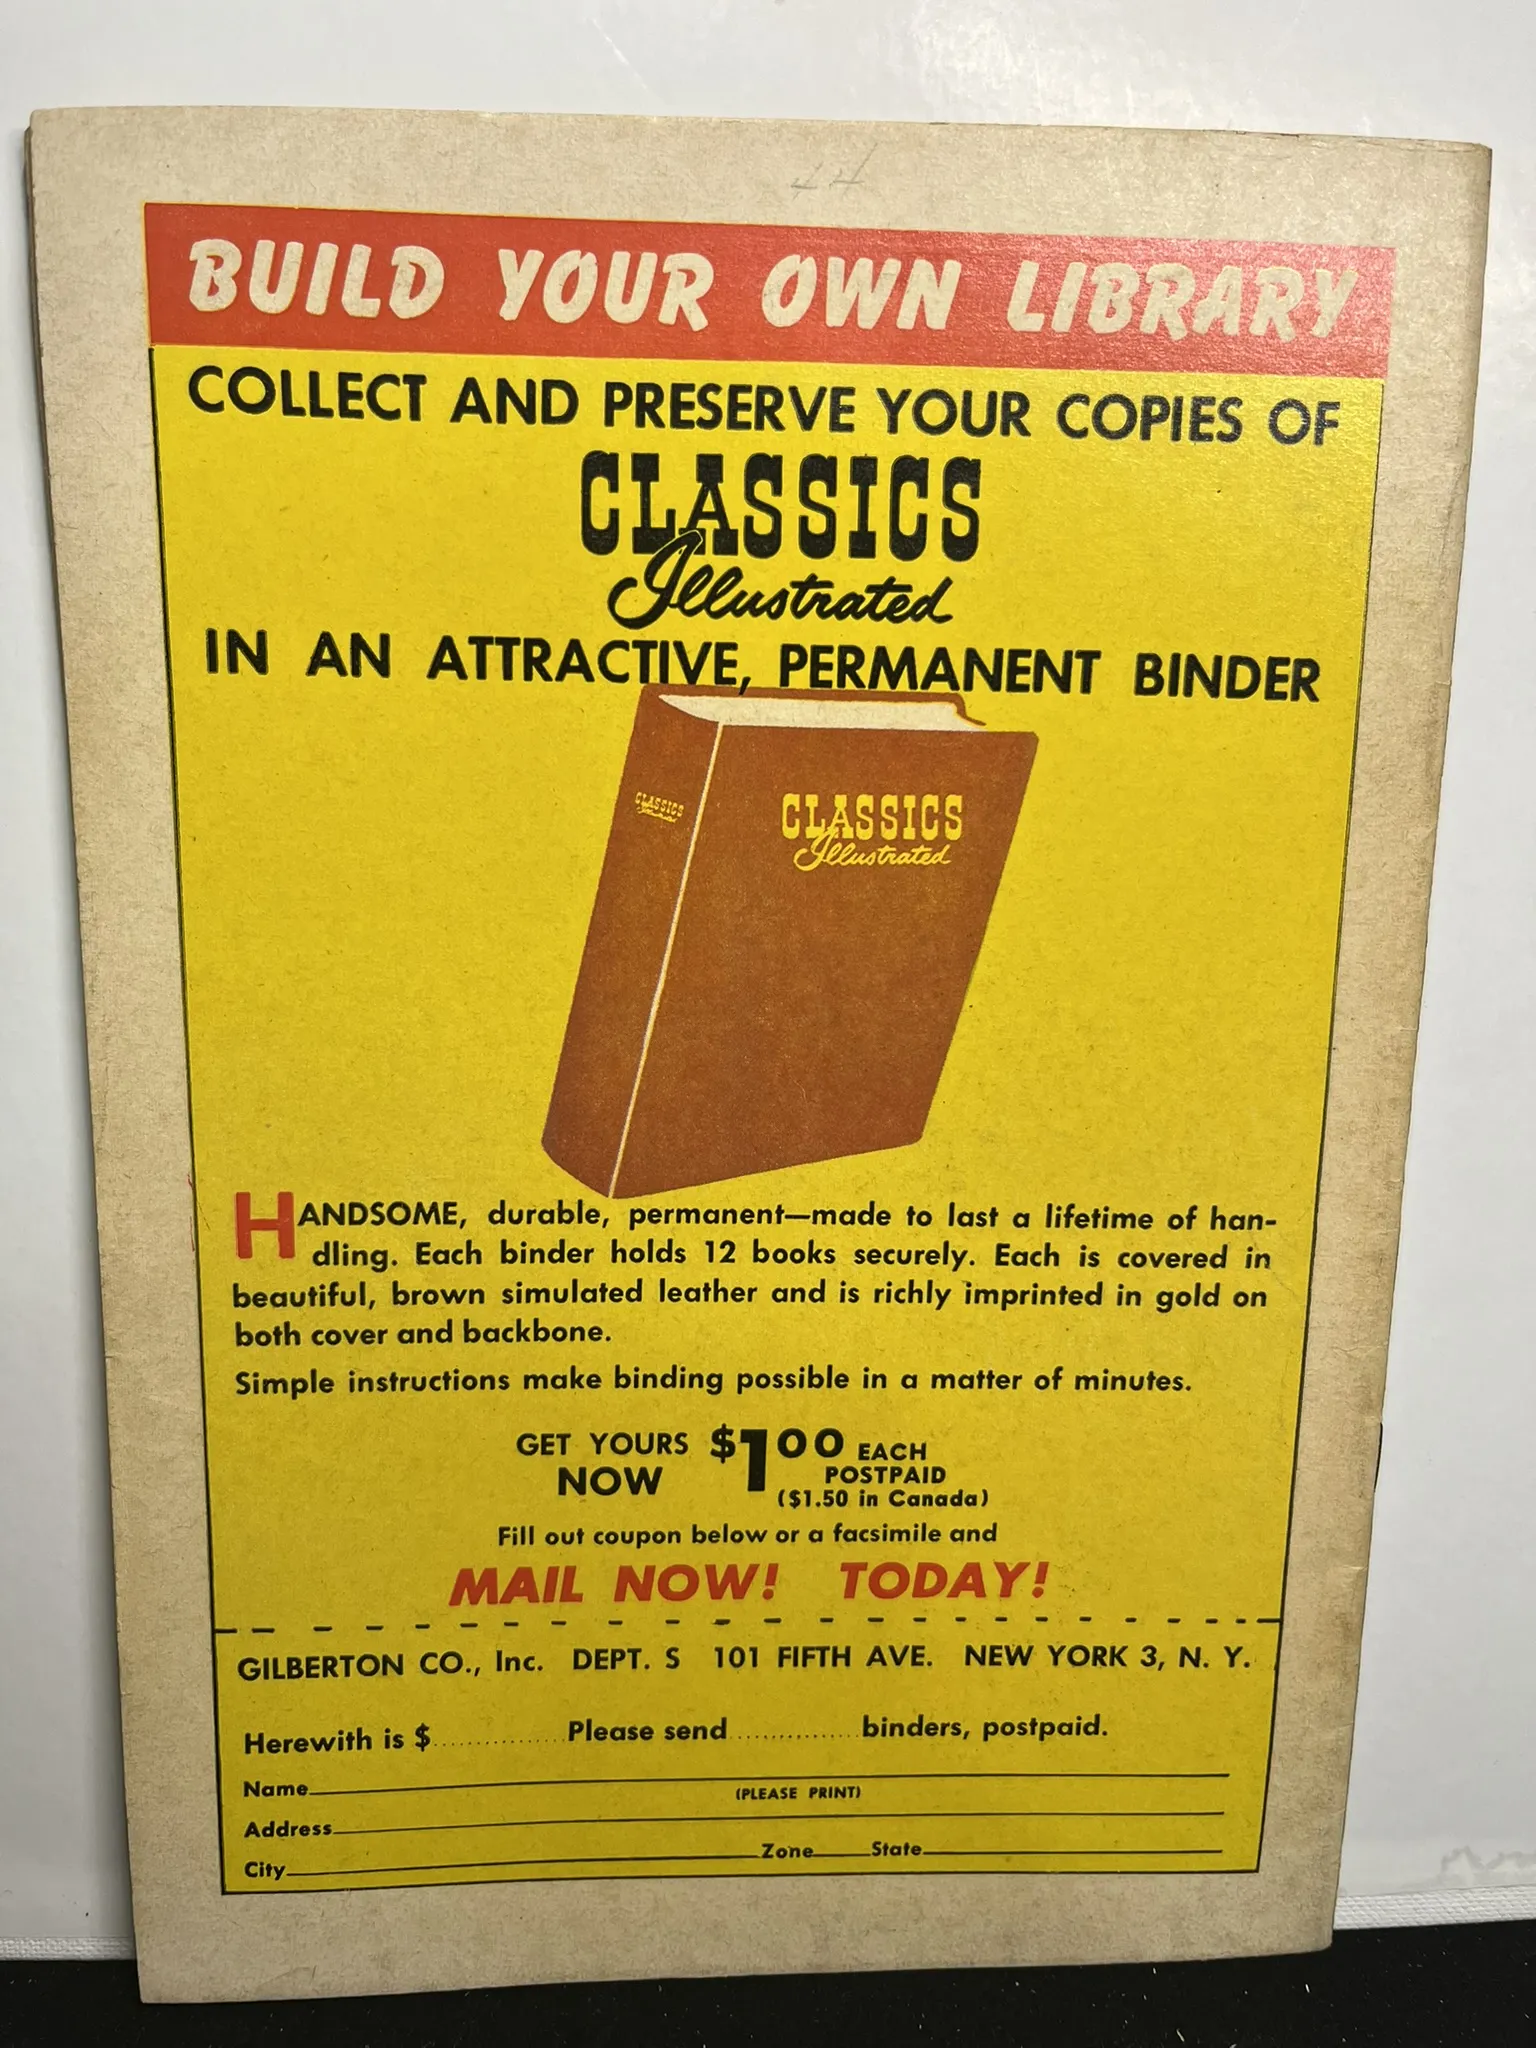 44
BUILD YOUR OWN LIBRARY
COLLECT AND PRESERVE YOUR COPIES OF
CLASSICS
Illustrated
IN AN ATTRACTIVE, PERMANENT BINDER
CLASSICS
Illustrated
CLASSICS
Illustrated
HANDSOME, durable, permanent—made to last a lifetime of han-
dling. Each binder holds 12 books securely. Each is covered in
beautiful, brown simulated leather and is richly imprinted in gold on
both cover and backbone.
Simple instructions make binding possible in a matter of minutes.
GET YOURS NOW
$1.00 EACH
POSTPAID
($1.50 in Canada)
Fill out coupon below or a facsimile and
MAIL NOW! TODAY!
GILBERTON CO., Inc. DEPT. S 101 FIFTH AVE. NEW YORK 3, N. Y.
Herewith is $.............Please send.............binders, postpaid.
Name
(PLEASE PRINT)
Address
City Zone State